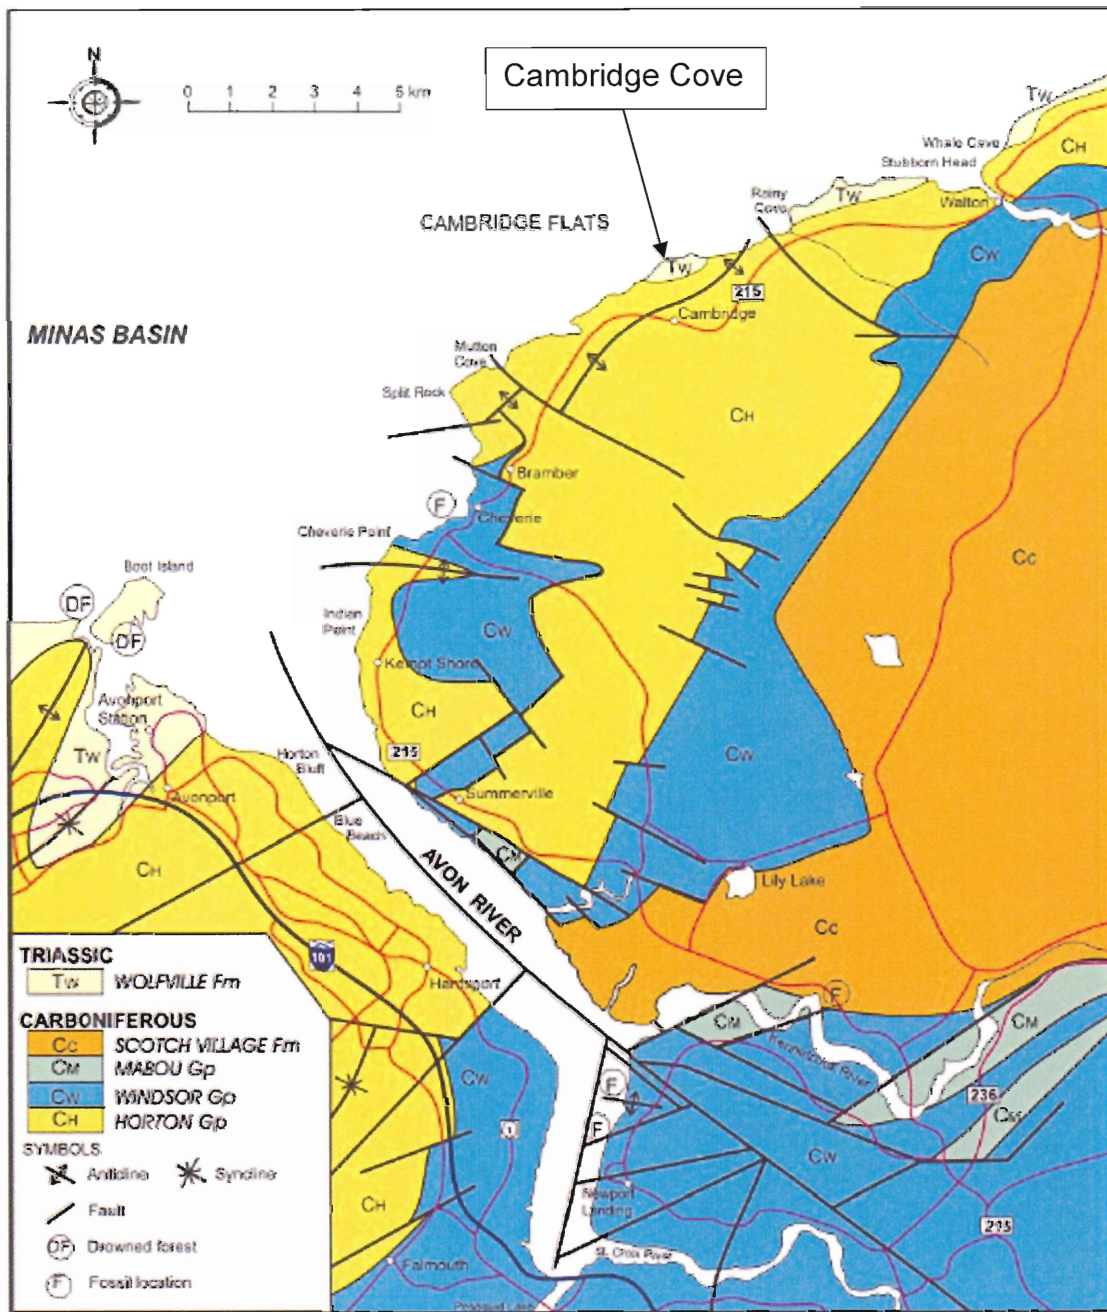 N
0 1 2 3 4 5 km
Cambridge Cove
Tw
Whale Cove
CH
Stubborn Head
Rainy
Cove
Tw
Walton
CAMBRIDGE FLATS
Cw
Tw
215
Cambridge
MINAS BASIN
Mutton
Cove
Split Rock
CH
Bramber
F
Cheverie
Cheverie Point
Cc
Boot Island
DF
DF
Indian
Point
Cw
Kempt Shore
Avonport
Station
CH
Tw
215
Horton
Bluff
Cw
Avonport
Summerville
Blue
Beach
CM
CH
AVON RIVER
Lily Lake
Cc
101
Hantsport
F
CM
Kennetcook River
CM
TRIASSIC
Tw WOLFVILLE Fm
CARBONIFEROUS
Cc SCOTCH VILLAGE Fm
CM MABOU Gp
Cw WINDSOR Gp
CH HORTON Gp
SYMBOLS
Anticline Syncline
Fault
DF Drowned forest
F Fossil location
Cw
1
F
F
236
CM
Cw
CH
Newport
Landing
215
St. Croix River
Falmouth